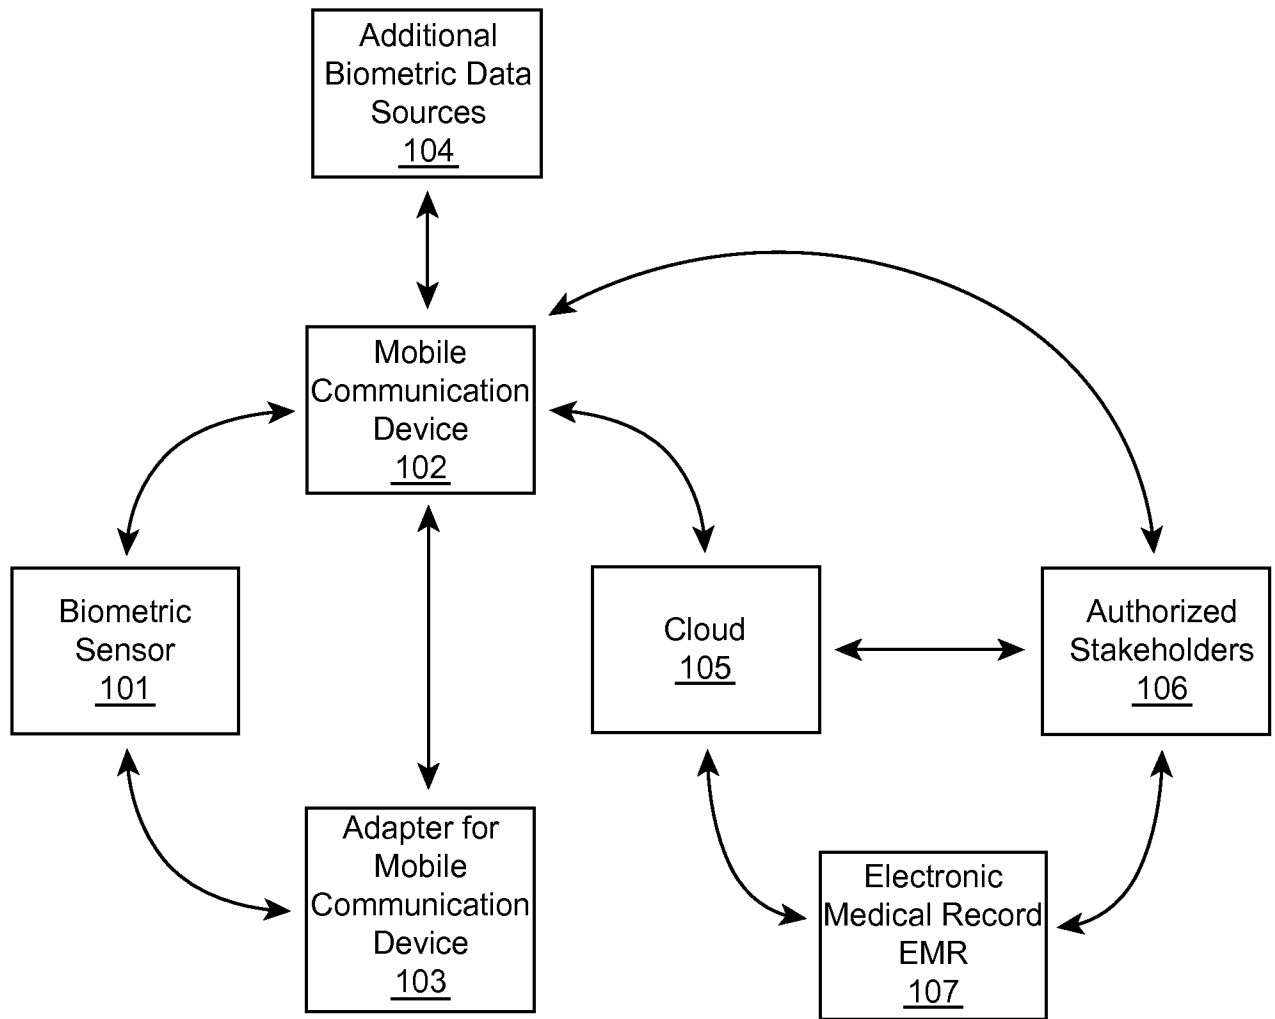 Additional
Biometric Data
Sources
104
Mobile
Communication
Device
102
Biometric
Sensor
101
Cloud
105
Authorized
Stakeholders
106
Adapter for
Mobile
Communication
Device
103
Electronic
Medical Record
EMR
107